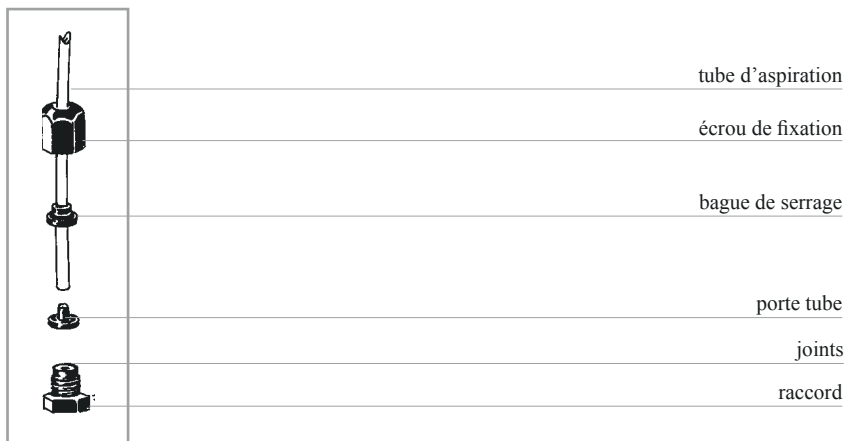 tube d’aspiration
écrou de fixation
bague de serrage
porte tube
joints
raccord